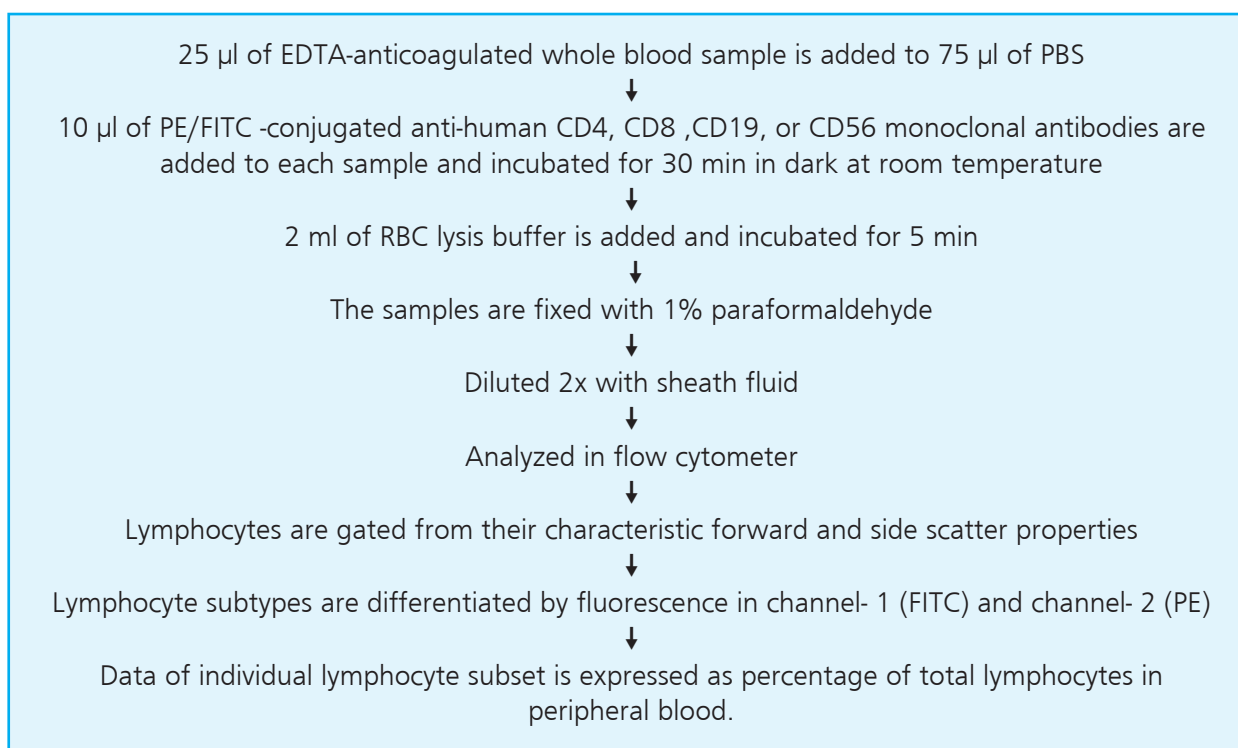 25 µl of EDTA-anticoagulated whole blood sample is added to 75 µl of PBS
10 µl of PE/FITC -conjugated anti-human CD4, CD8 ,CD19, or CD56 monoclonal antibodies are
added to each sample and incubated for 30 min in dark at room temperature
2 ml of RBC lysis buffer is added and incubated for 5 min
The samples are fixed with 1% paraformaldehyde
Diluted 2x with sheath fluid
Analyzed in flow cytometer
Lymphocytes are gated from their characteristic forward and side scatter properties
Lymphocyte subtypes are differentiated by fluorescence in channel- 1 (FITC) and channel- 2 (PE)
Data of individual lymphocyte subset is expressed as percentage of total lymphocytes in
peripheral blood.